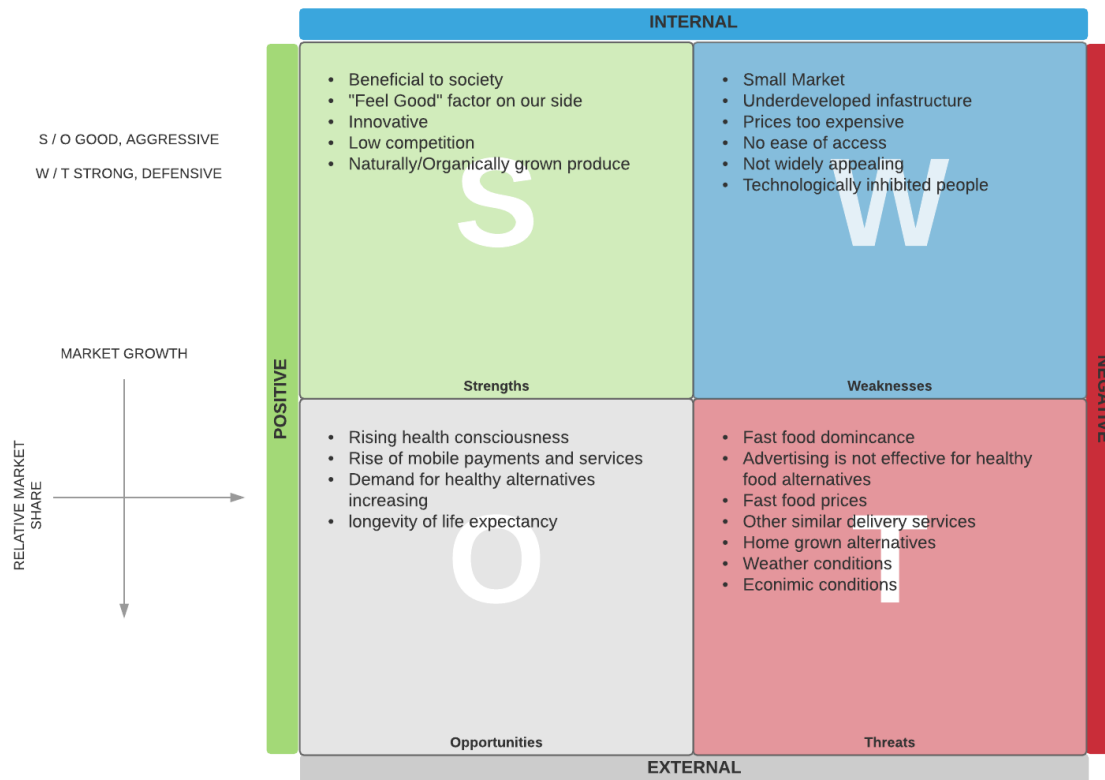 INTERNAL
S / O GOOD, AGGRESSIVE
W / T STRONG, DEFENSIVE
MARKET GROWTH
RELATIVE MARKET
SHARE
POSITIVE
• Beneficial to society
• "Feel Good" factor on our side
• Innovative
• Low competition
• Naturally/Organically grown produce
S
Strengths
• Small Market
• Underdeveloped infastructure
• Prices too expensive
• No ease of access
• Not widely appealing
• Technologically inhibited people
W
Weaknesses
NEGATIVE
• Rising health consciousness
• Rise of mobile payments and services
• Demand for healthy alternatives
increasing
• longevity of life expectancy
O
Opportunities
• Fast food domincance
• Advertising is not effective for healthy
food alternatives
• Fast food prices
• Other similar delivery services
• Home grown alternatives
• Weather conditions
• Econimic conditions
T
Threats
EXTERNAL